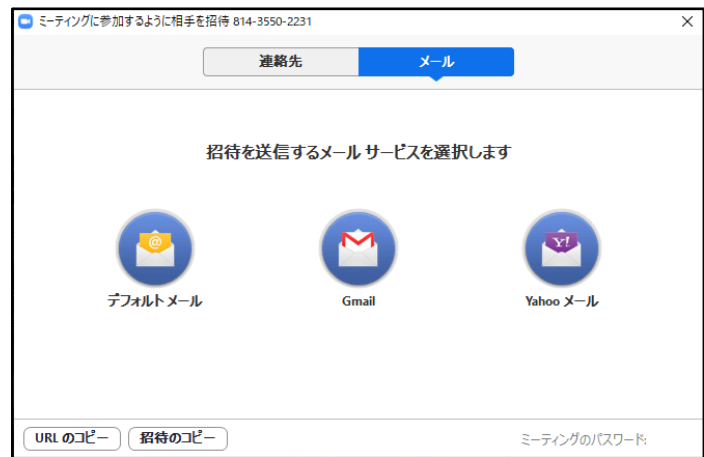 ミーティングに参加するように相手を招待 814-3550-2231
連絡先
メール
招待を送信するメール サービスを選択します
@
Y!
デフォルト メール
Gmail
Yahoo メール
URL のコピー
招待のコピー
ミーティングのパスワード: